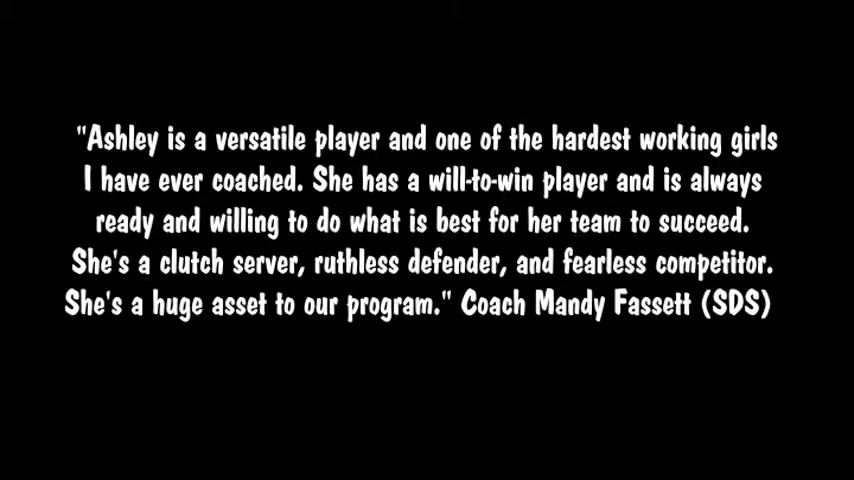 "Ashley is a versatile player and one of the hardest working girls
I have ever coached. She has a will-to-win player and is always
ready and willing to do what is best for her team to succeed.
She's a clutch server, ruthless defender, and fearless competitor.
She's a huge asset to our program." Coach Mandy Fassett (SDS)